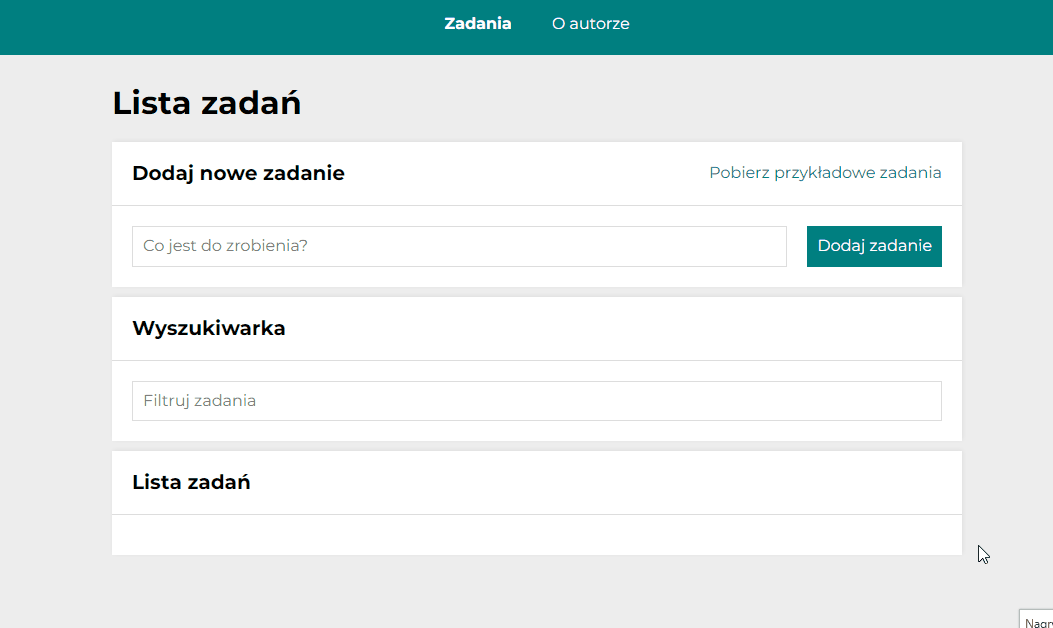 Zadania O autorze
Lista zadań
Dodaj nowe zadanie Pobierz przykładowe zadania
Co jest do zrobienia? Dodaj zadanie
Wyszukiwarka
Filtruj zadania
Lista zadań